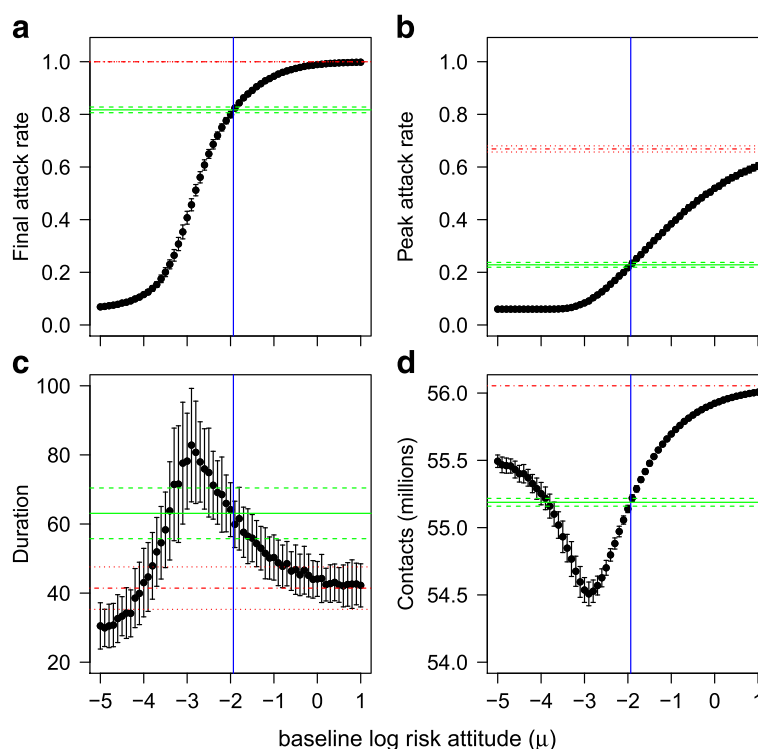 a
b
Final attack rate
1.0
0.8
0.6
0.4
0.2
0.0
Peak attack rate
1.0
0.8
0.6
0.4
0.2
0.0
c
d
Duration
100
80
60
40
20
−5 −4 −3 −2 −1 0 1
Contacts (millions)
56.0
55.5
55.0
54.5
54.0
−5 −4 −3 −2 −1 0 1
baseline log risk attitude (μ)